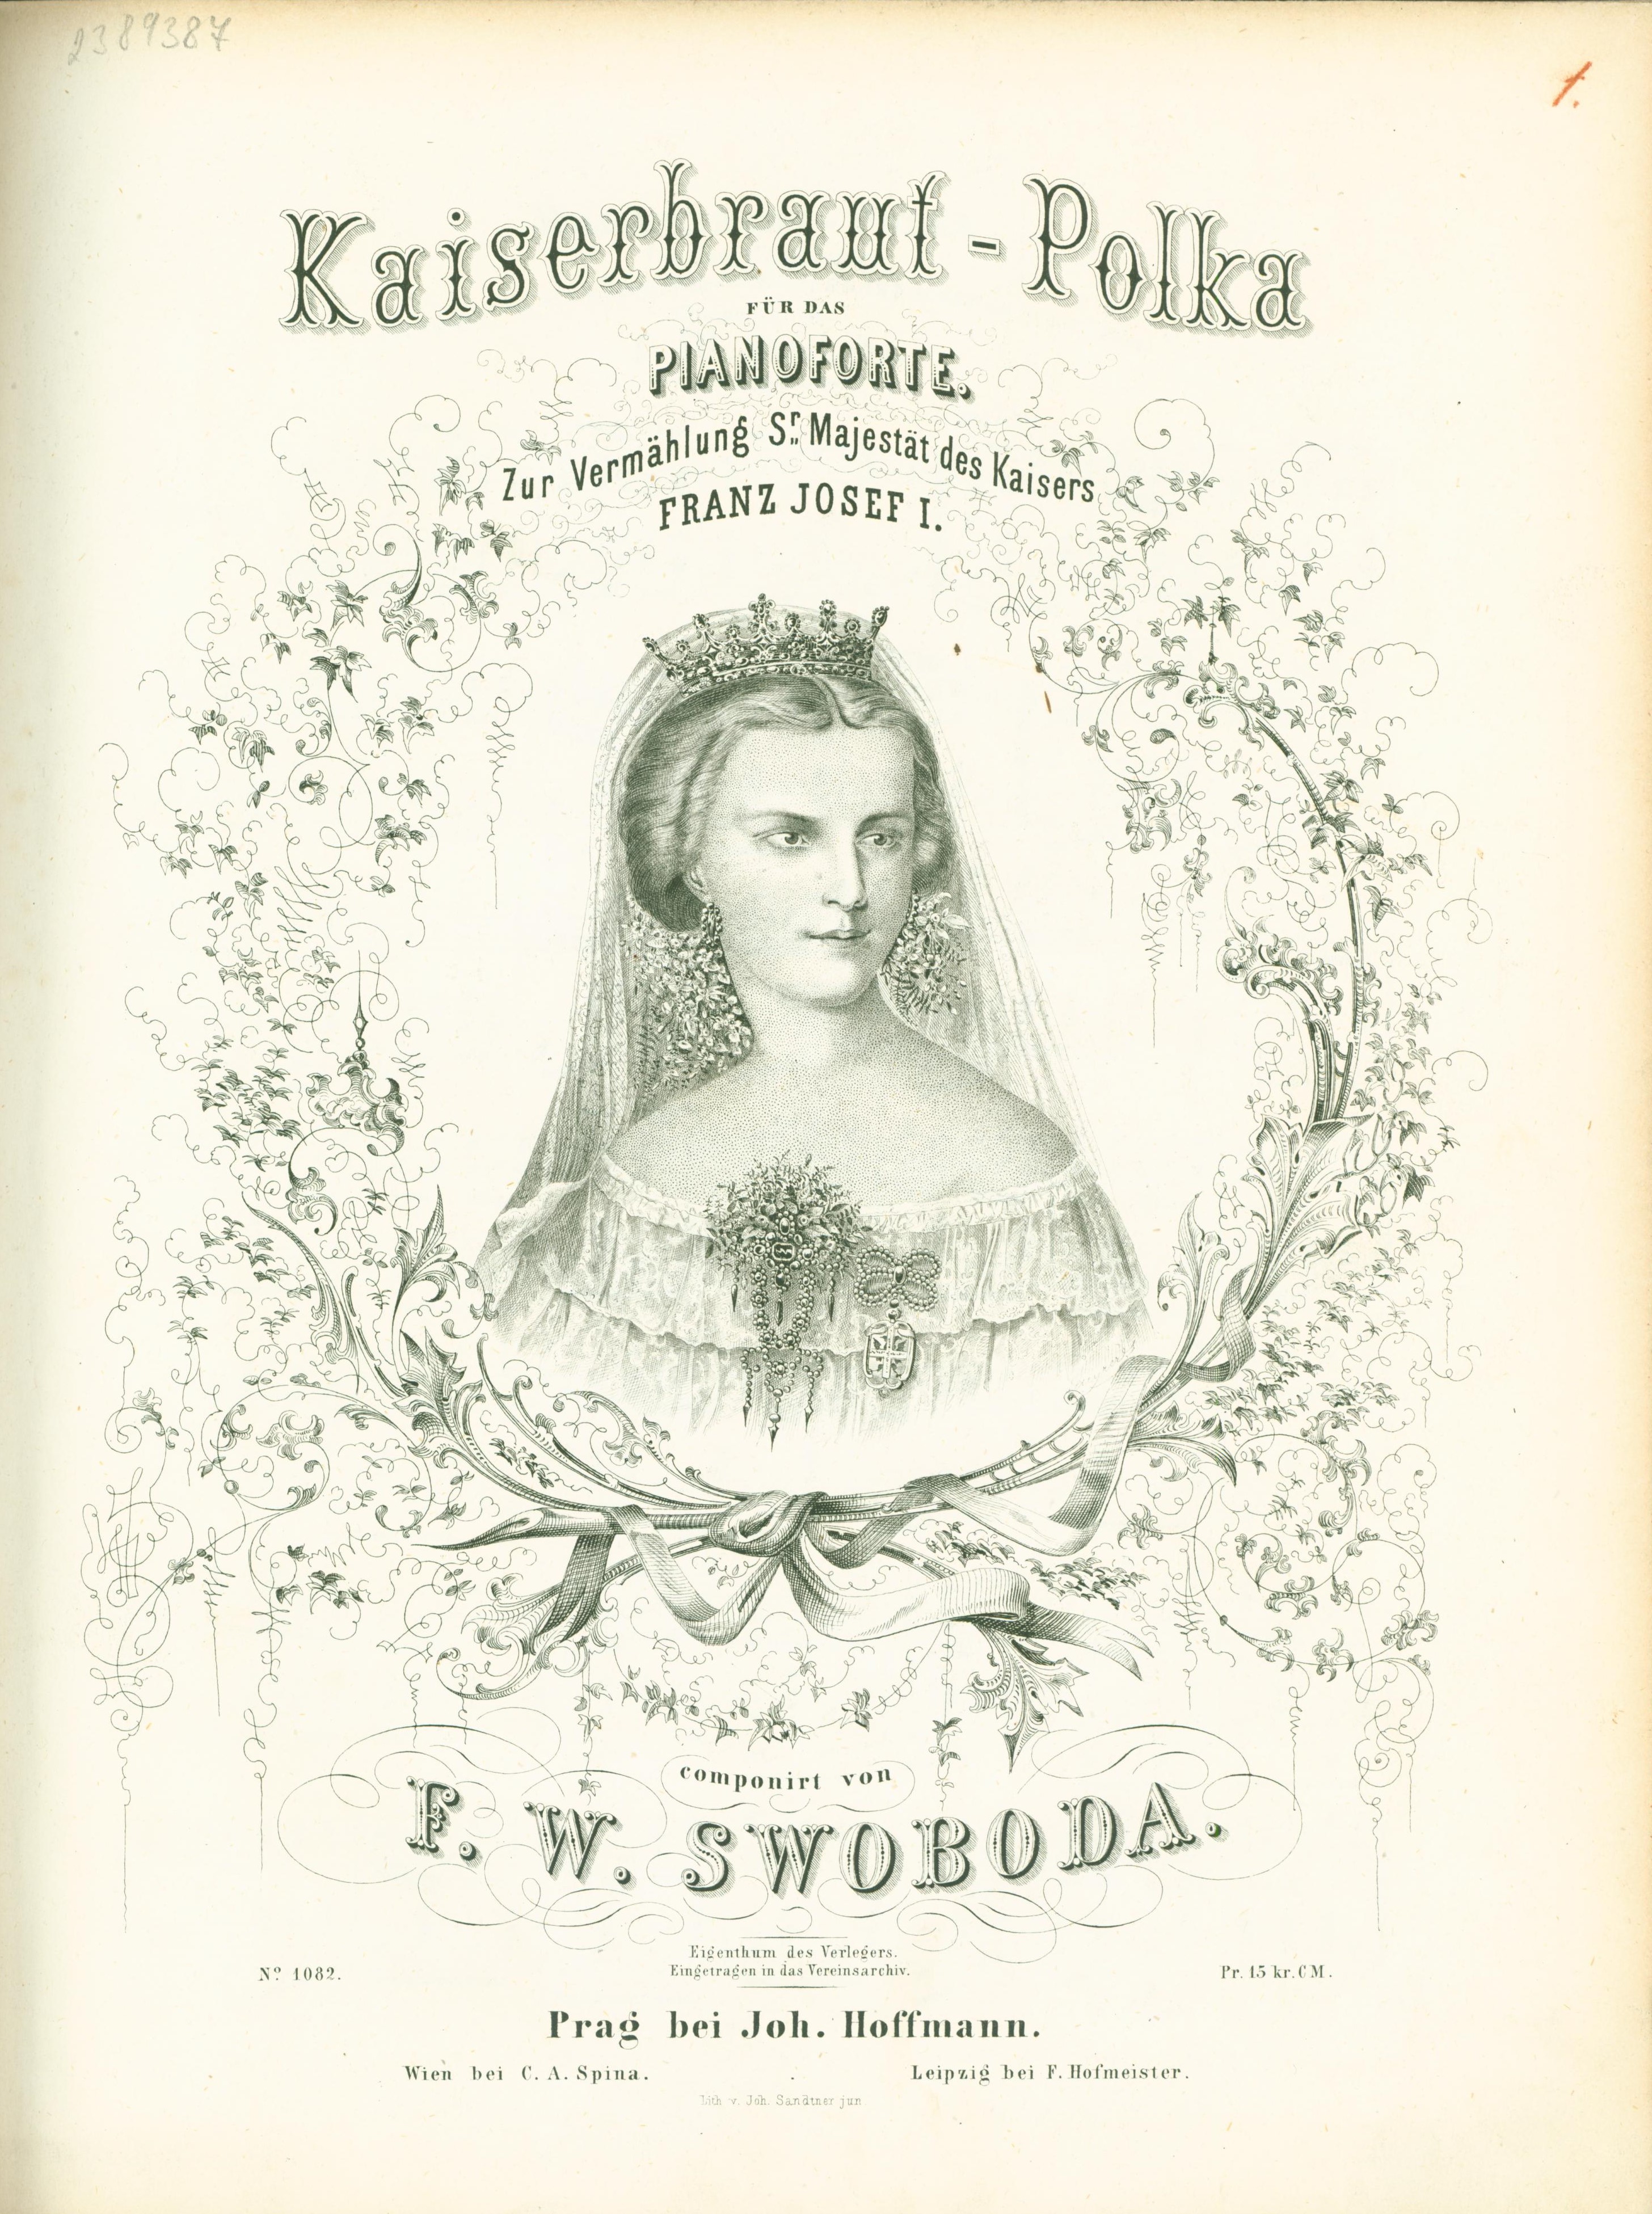 2389387
1.
Kaiserbraut - Polka
FÜR DAS
PIANOFORTE.
Zur Vermählung Sr. Majestät des Kaisers
FRANZ JOSEF I.
componirt von
F. W. SWOBODA.
Eigenthum des Verlegers.
Eingetragen in das Vereinsarchiv.
No. 1082.
Pr. 15 kr. CM.
Prag bei Joh. Hoffmann.
Wien bei C. A. Spina.
Leipzig bei F. Hofmeister.
Lith v. Joh. Sandtner jun